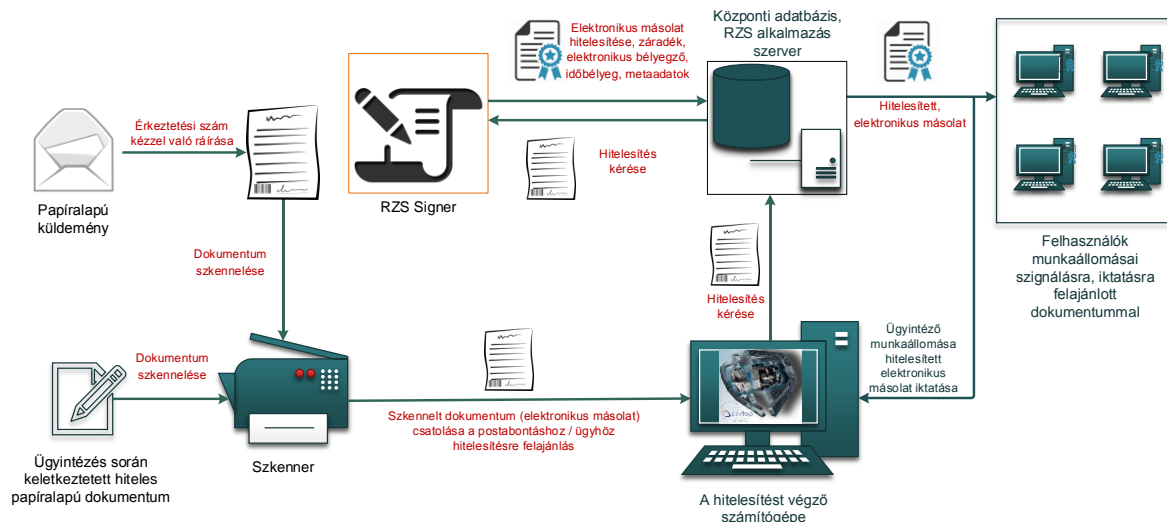 Elektronikus másolat
hitelesítése, záradék,
elektronikus bélyegző,
időbélyeg, metaadatok
Központi adatbázis,
RZS alkalmazás
szerver
Hitelesített,
elektronikus másolat
Érkeztetési szám
kézzel való ráírása
Hitelesítés
kérése
RZS Signer
Papíralapú
küldemény
Dokumentum
szkennelése
Felhasználók
munkaállomásai
szignálásra, iktatásra
felajánlott
dokumentummal
Hitelesítés
kérése
Ügyintéző
munkaállomása
hitelesített
elektronikus
másolat iktatása
Dokumentum
szkennelése
Szkennelt dokumentum (elektronikus másolat)
csatolása a postabontáshoz / ügyhöz
hitelesítésre felajánlás
Szkenner
Ügyintézés során
keletkeztetett hiteles
papíralapú dokumentum
A hitelesítést végző
számítógépe